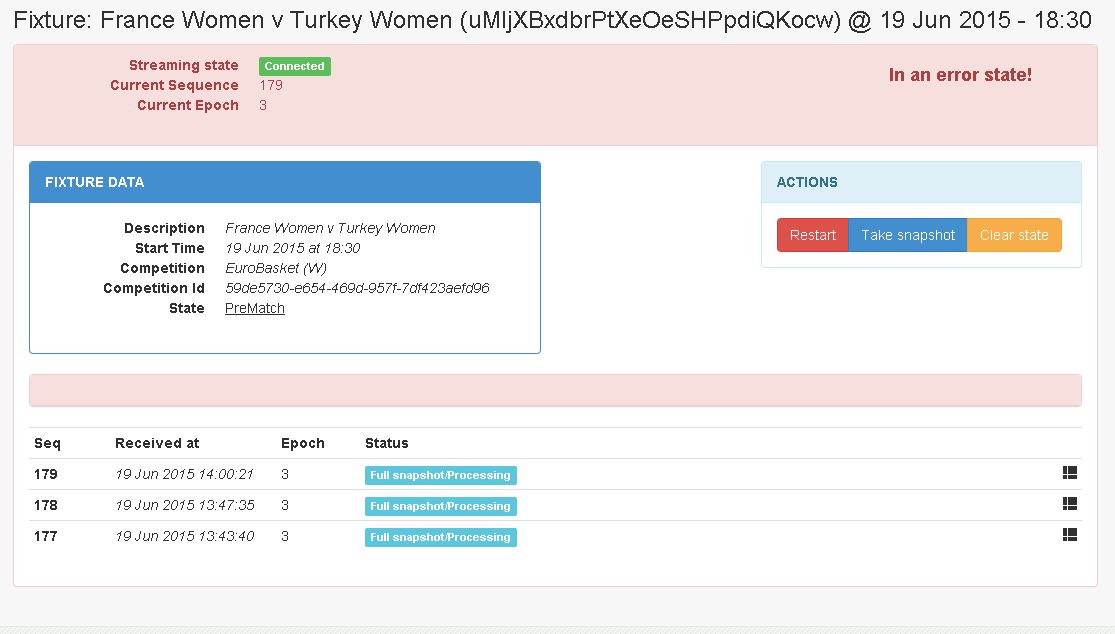 Fixture: France Women v Turkey Women (uMIjXBxdbrPtXeOeSHPpdiQKocw) @ 19 Jun 2015 - 18:30
Streaming state Connected
In an error state!
Current Sequence 179
Current Epoch 3
FIXTURE DATA
ACTIONS
Description France Women v Turkey Women
Start Time 19 Jun 2015 at 18:30
Competition EuroBasket (W)
Competition Id 59de5730-e654-469d-957f-7df423aefd96
State PreMatch
Restart Take snapshot Clear state
Seq Received at Epoch Status
179 19 Jun 2015 14:00:21 3 Full snapshot/Processing
178 19 Jun 2015 13:47:35 3 Full snapshot/Processing
177 19 Jun 2015 13:43:40 3 Full snapshot/Processing